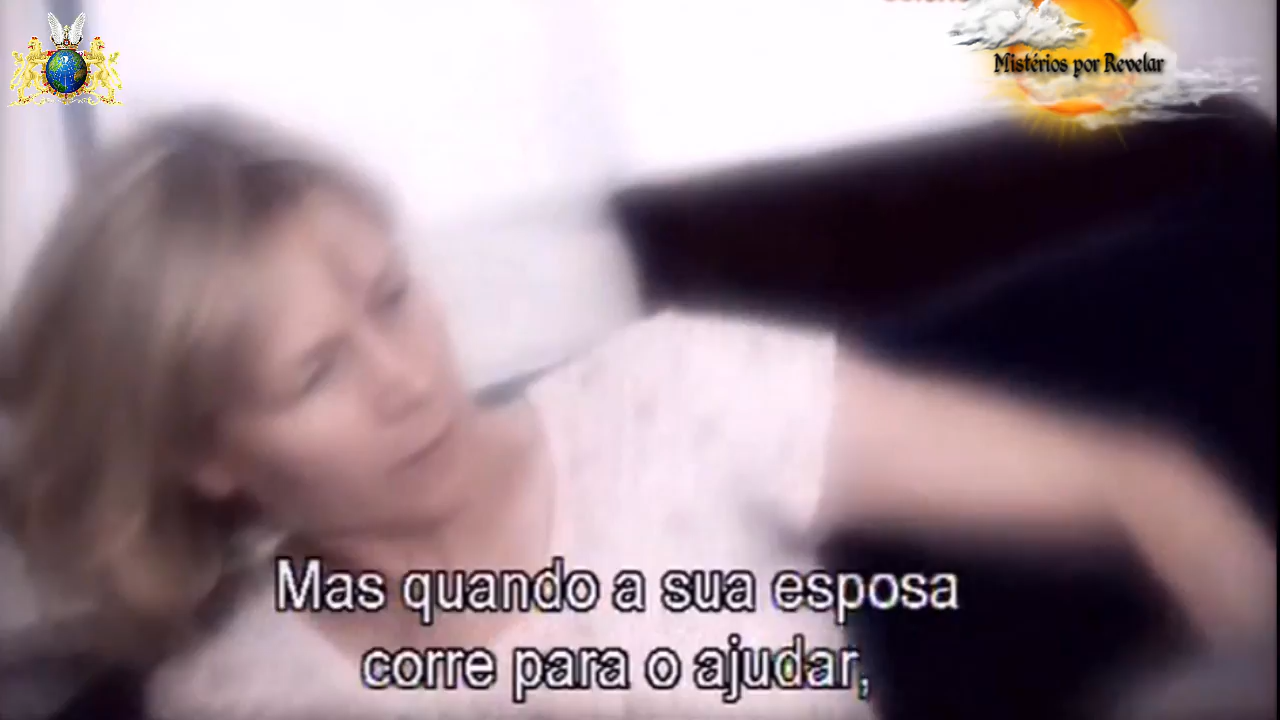 Mistérios por Revelar
Mas quando a sua esposa
corre para o ajudar,